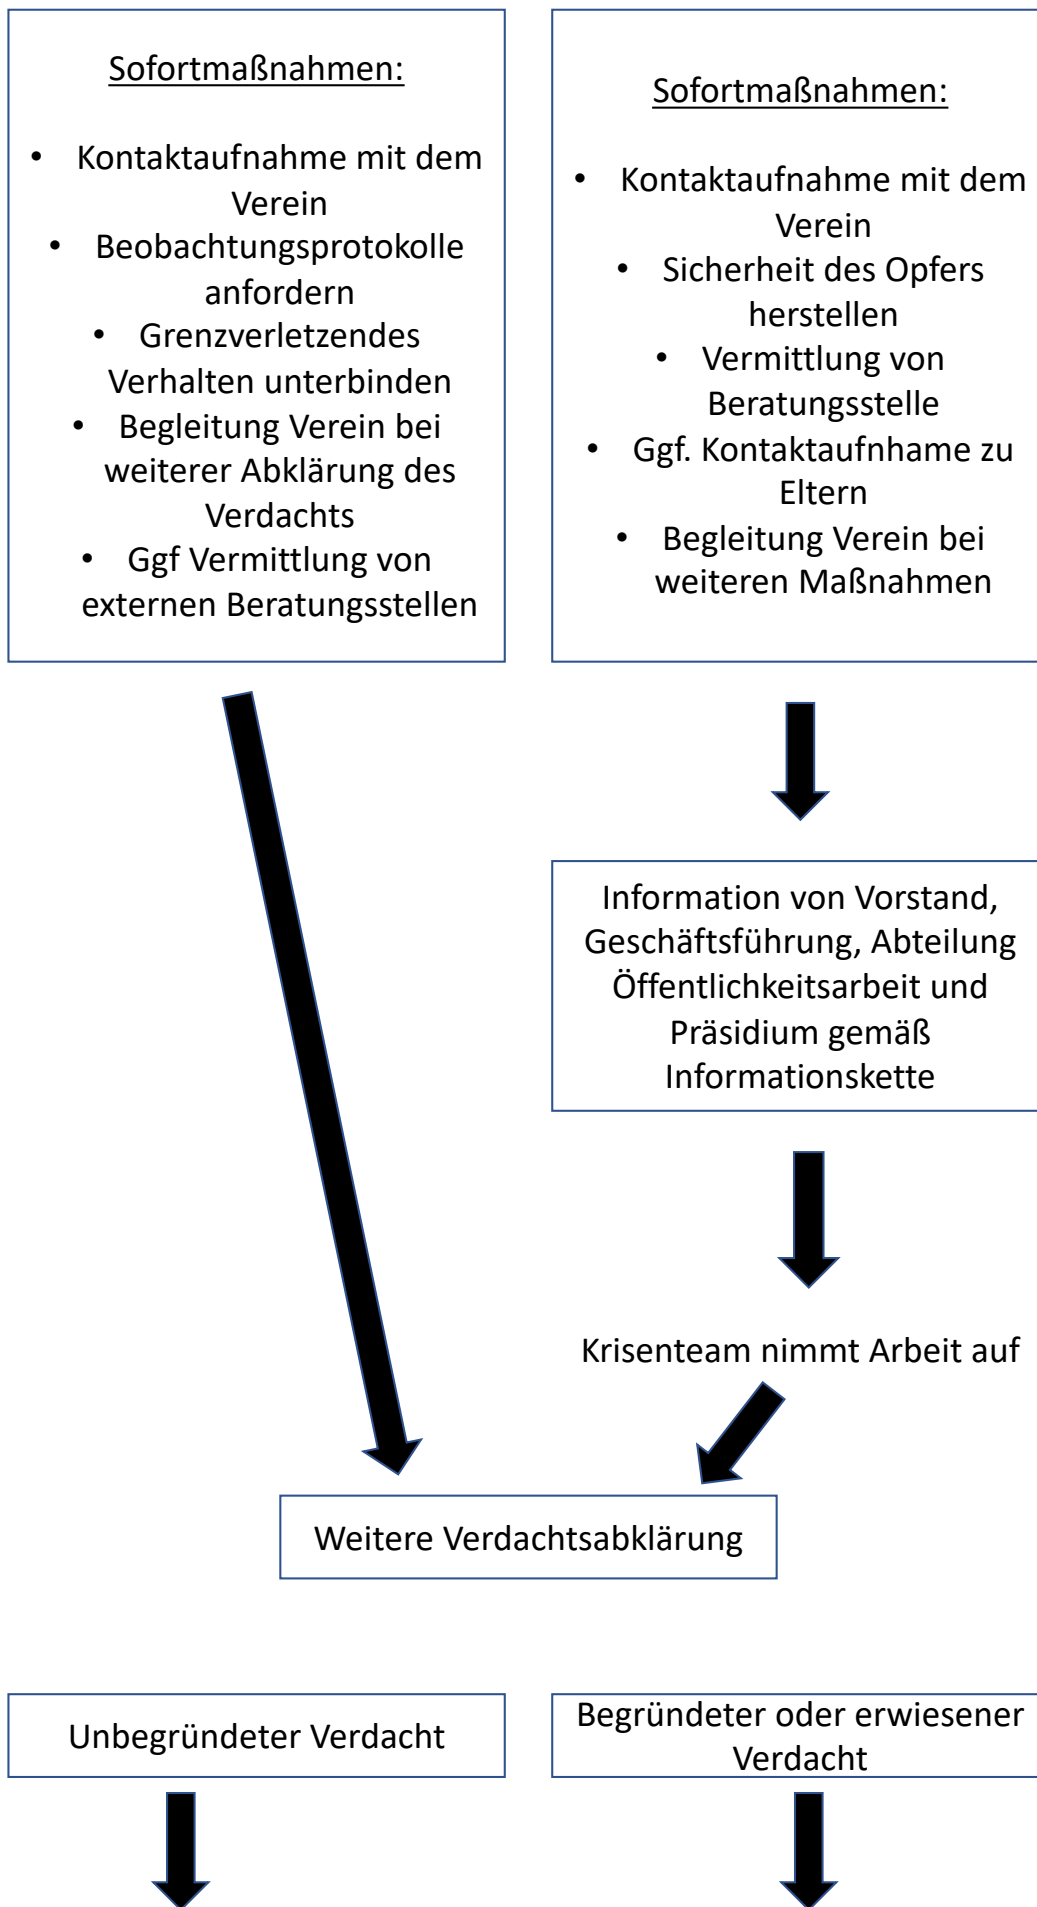 Sofortmaßnahmen:
• Kontaktaufnahme mit dem
Verein
• Beobachtungsprotokolle
anfordern
• Grenzverletzendes
Verhalten unterbinden
• Begleitung Verein bei
weiterer Abklärung des
Verdachts
• Ggf Vermittlung von
externen Beratungsstellen
Sofortmaßnahmen:
• Kontaktaufnahme mit dem
Verein
• Sicherheit des Opfers
herstellen
• Vermittlung von
Beratungsstelle
• Ggf. Kontaktaufnhame zu
Eltern
• Begleitung Verein bei
weiteren Maßnahmen
Information von Vorstand,
Geschäftsführung, Abteilung
Öffentlichkeitsarbeit und
Präsidium gemäß
Informationskette
Krisenteam nimmt Arbeit auf
Weitere Verdachtsabklärung
Unbegründeter Verdacht
Begründeter oder erwiesener
Verdacht